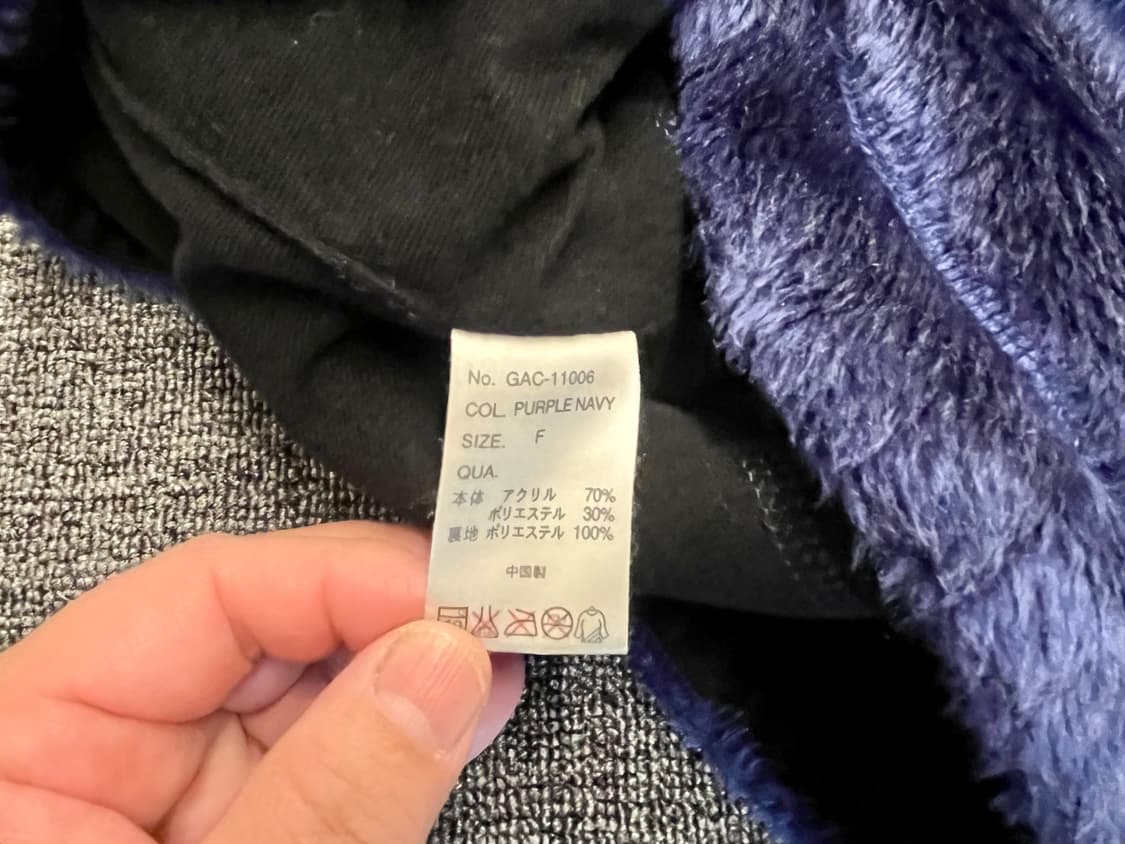 No. GAC-11006
COL. PURPLE NAVY
SIZE. F
QUA.
本体 アクリル 70%
ポリエステル 30%
裏地 ポリエステル 100%
中国製